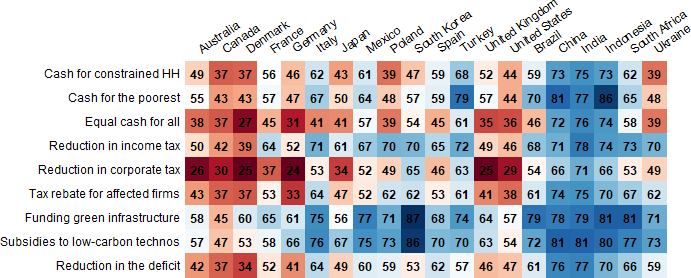 Australia Canada Denmark France Germany Italy Japan Mexico Poland South Korea Spain Turkey United Kingdom United States Brazil China India Indonesia South Africa Ukraine
Cash for constrained HH 49 37 37 56 46 62 43 61 39 47 59 68 52 44 59 73 75 73 62 39
Cash for the poorest 55 43 43 57 47 67 50 64 48 57 59 79 57 44 70 81 77 86 65 48
Equal cash for all 38 37 27 45 31 41 41 57 39 54 45 61 35 36 46 72 76 74 58 39
Reduction in income tax 50 42 39 64 52 71 61 67 70 70 65 72 49 46 68 71 78 74 73 70
Reduction in corporate tax 26 30 25 37 24 53 34 52 49 65 46 63 25 29 54 66 71 66 53 49
Tax rebate for affected firms 43 37 37 53 33 64 47 52 62 62 53 61 41 38 61 74 75 70 67 62
Funding green infrastructure 58 45 60 65 61 75 56 77 71 87 68 74 64 57 79 78 79 81 81 71
Subsidies to low-carbon technos 57 47 53 58 66 76 67 75 73 86 70 70 63 54 72 81 81 80 77 73
Reduction in the deficit 42 37 34 52 41 64 49 60 59 53 62 57 46 47 61 76 77 70 66 59